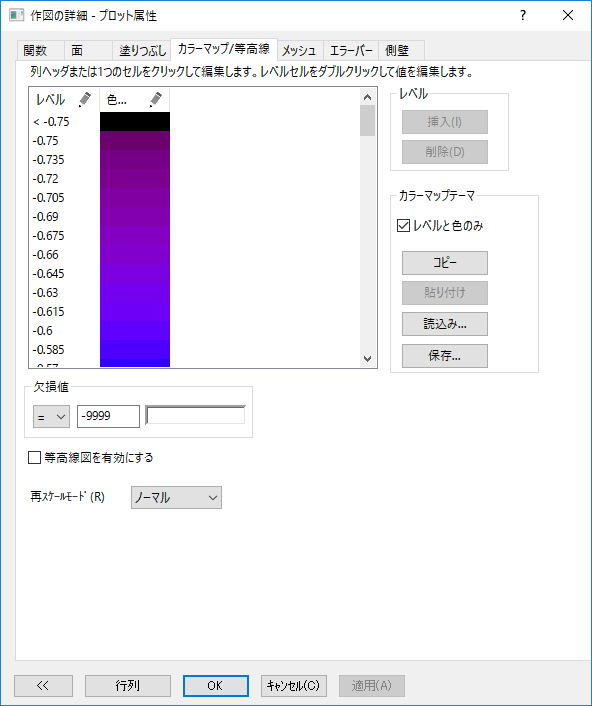 作図の詳細 - プロット属性
?
関数 面 塗りつぶし カラーマップ/等高線 メッシュ エラーバー 側壁
列ヘッダまたは1つのセルをクリックして編集します。レベルセルをダブルクリックして値を編集します。
レベル 色...
< -0.75
-0.75
-0.735
-0.72
-0.705
-0.69
-0.675
-0.66
-0.645
-0.63
-0.615
-0.6
-0.585
-0.57
レベル
挿入(I)
削除(D)
カラーマップテーマ
レベルと色のみ
コピー
貼り付け
読込み...
保存...
欠損値
= -9999
等高線図を有効にする
再スケールモード(R) ノーマル
<< 行列 OK キャンセル(C) 適用(A)